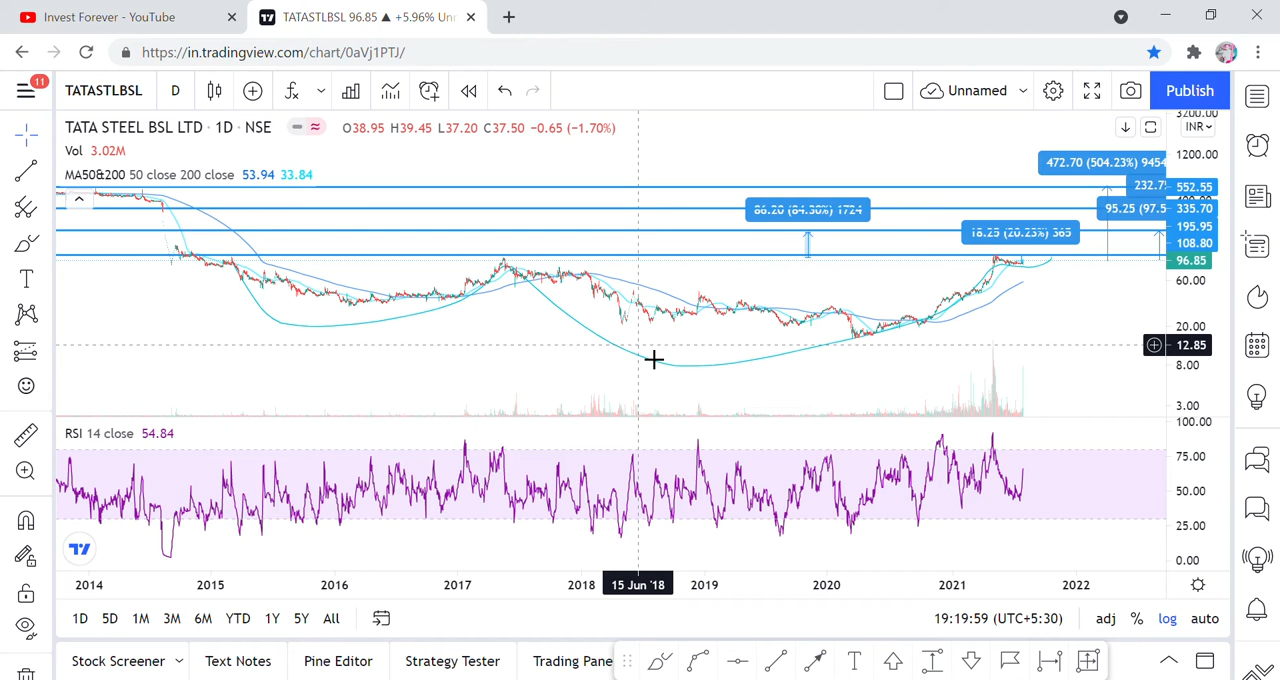 Invest Forever - YouTube
TATASTLBSL 96.85 ▲ +5.96% Unn
https://in.tradingview.com/chart/0aVj1PTJ/
11
TATASTLBSL
D
Unnamed
Publish
TATA STEEL BSL LTD · 1D · NSE
O38.95 H39.45 L37.20 C37.50 -0.65 (-1.70%)
Vol 3.02M
MA50&200 50 close 200 close 53.94 33.84
INR
3200.00
1200.00
472.70 (504.23%) 9454
232.7
552.55
86.20 (84.30%) 1724
95.25 (97.5
335.70
18.25 (20.23%) 365
195.95
108.80
96.85
60.00
20.00
12.85
8.00
3.00
RSI 14 close 54.84
100.00
75.00
50.00
25.00
0.00
2014 2015 2016 2017 2018 15 Jun '18 2019 2020 2021 2022
1D 5D 1M 3M 6M YTD 1Y 5Y All
19:19:59 (UTC+5:30) adj % log auto
Stock Screener Text Notes Pine Editor Strategy Tester Trading Pane